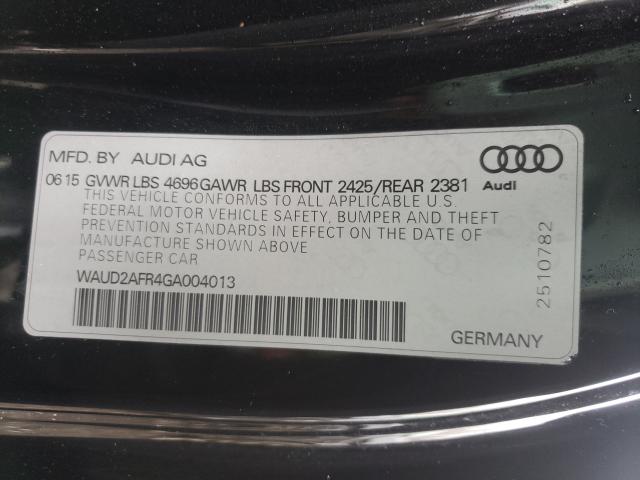 MFD. BY AUDI AG
06 15 GVWR LBS 4696 GAWR LBS FRONT 2425/REAR 2381
Audi
THIS VEHICLE CONFORMS TO ALL APPLICABLE U.S.
FEDERAL MOTOR VEHICLE SAFETY, BUMPER AND THEFT
PREVENTION STANDARDS IN EFFECT ON THE DATE OF
MANUFACTURE SHOWN ABOVE
PASSENGER CAR
WAUD2AFR4GA004013
2510782
GERMANY